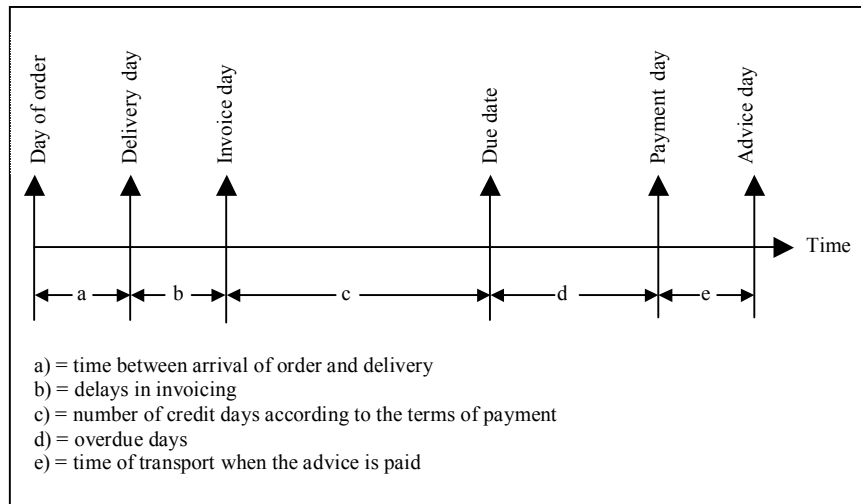 Day of order
Delivery day
Invoice day
Due date
Payment day
Advice day
Time
a
b
c
d
e
a) = time between arrival of order and delivery
b) = delays in invoicing
c) = number of credit days according to the terms of payment
d) = overdue days
e) = time of transport when the advice is paid